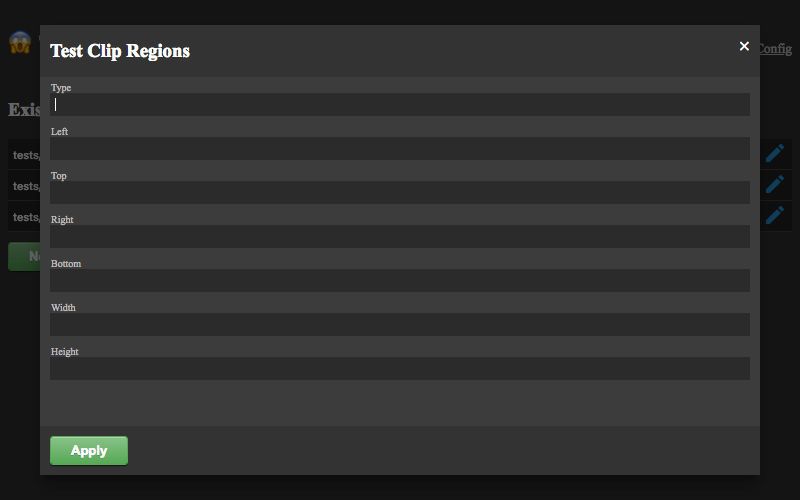 Test Clip Regions
×
Config
Type
Exis
Left
tests,
Top
tests,
Right
tests,
Bottom
Width
Height
Apply